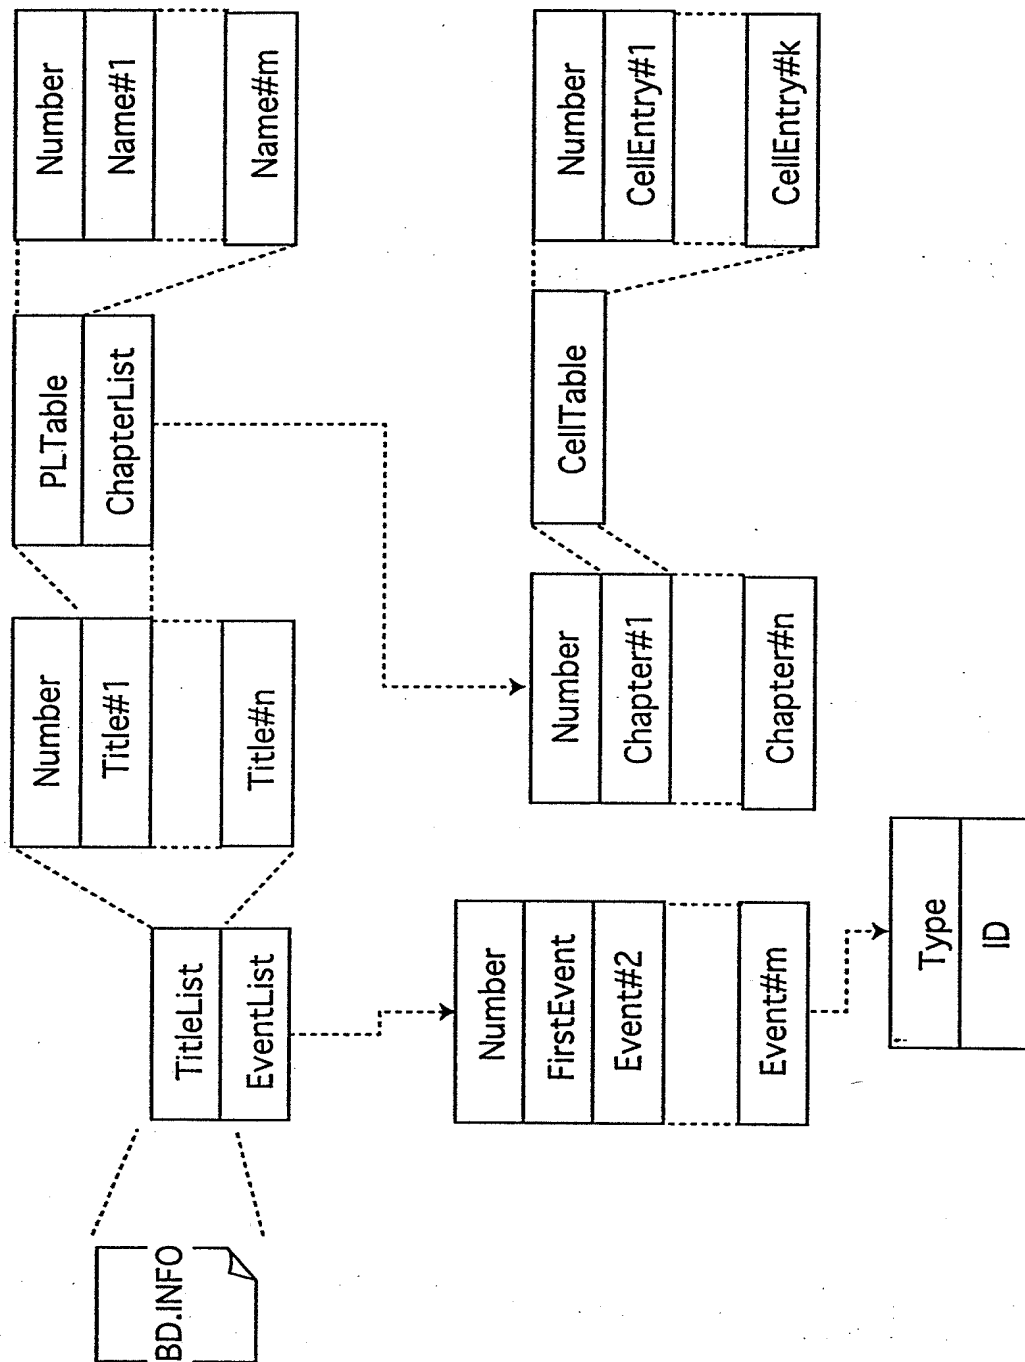 BD.INFO
TitleList
EventList
Number
Title#1
Title#n
PLTable
ChapterList
Number
Name#1
Name#m
Number
FirstEvent
Event#2
Event#m
Type
ID
Number
Chapter#1
Chapter#n
CellTable
Number
CellEntry#1
CellEntry#k